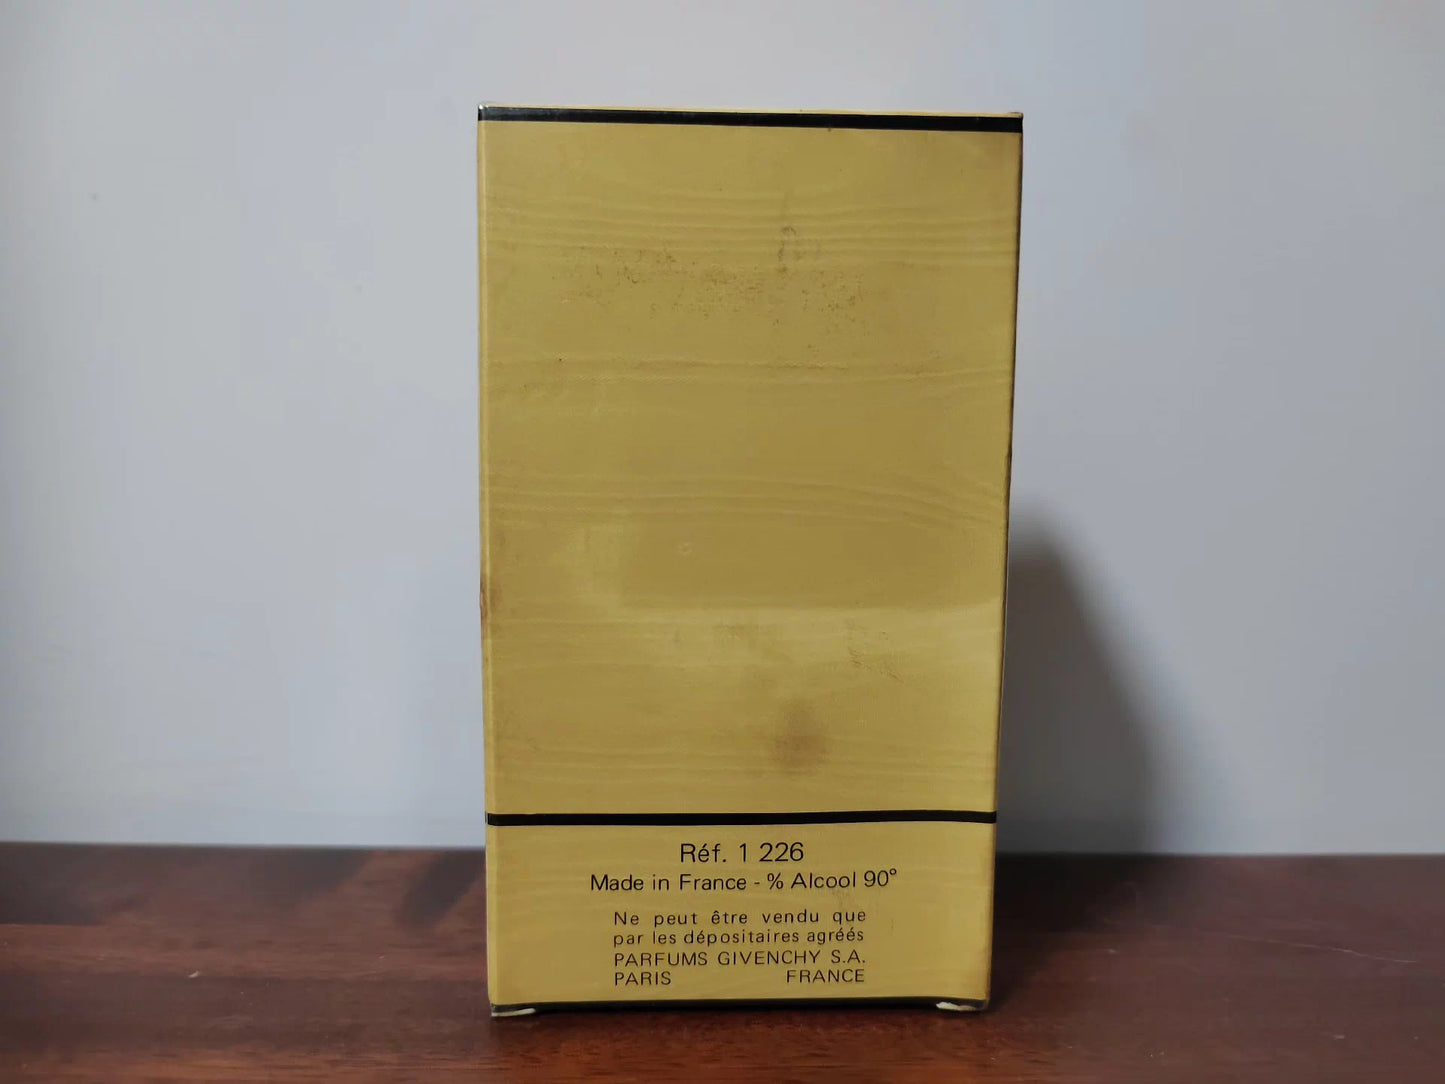 Réf. 1 226
Made in France - % Alcool 90°
Ne peut être vendu que
par les dépositaires agréés
PARFUMS GIVENCHY S.A.
PARIS FRANCE